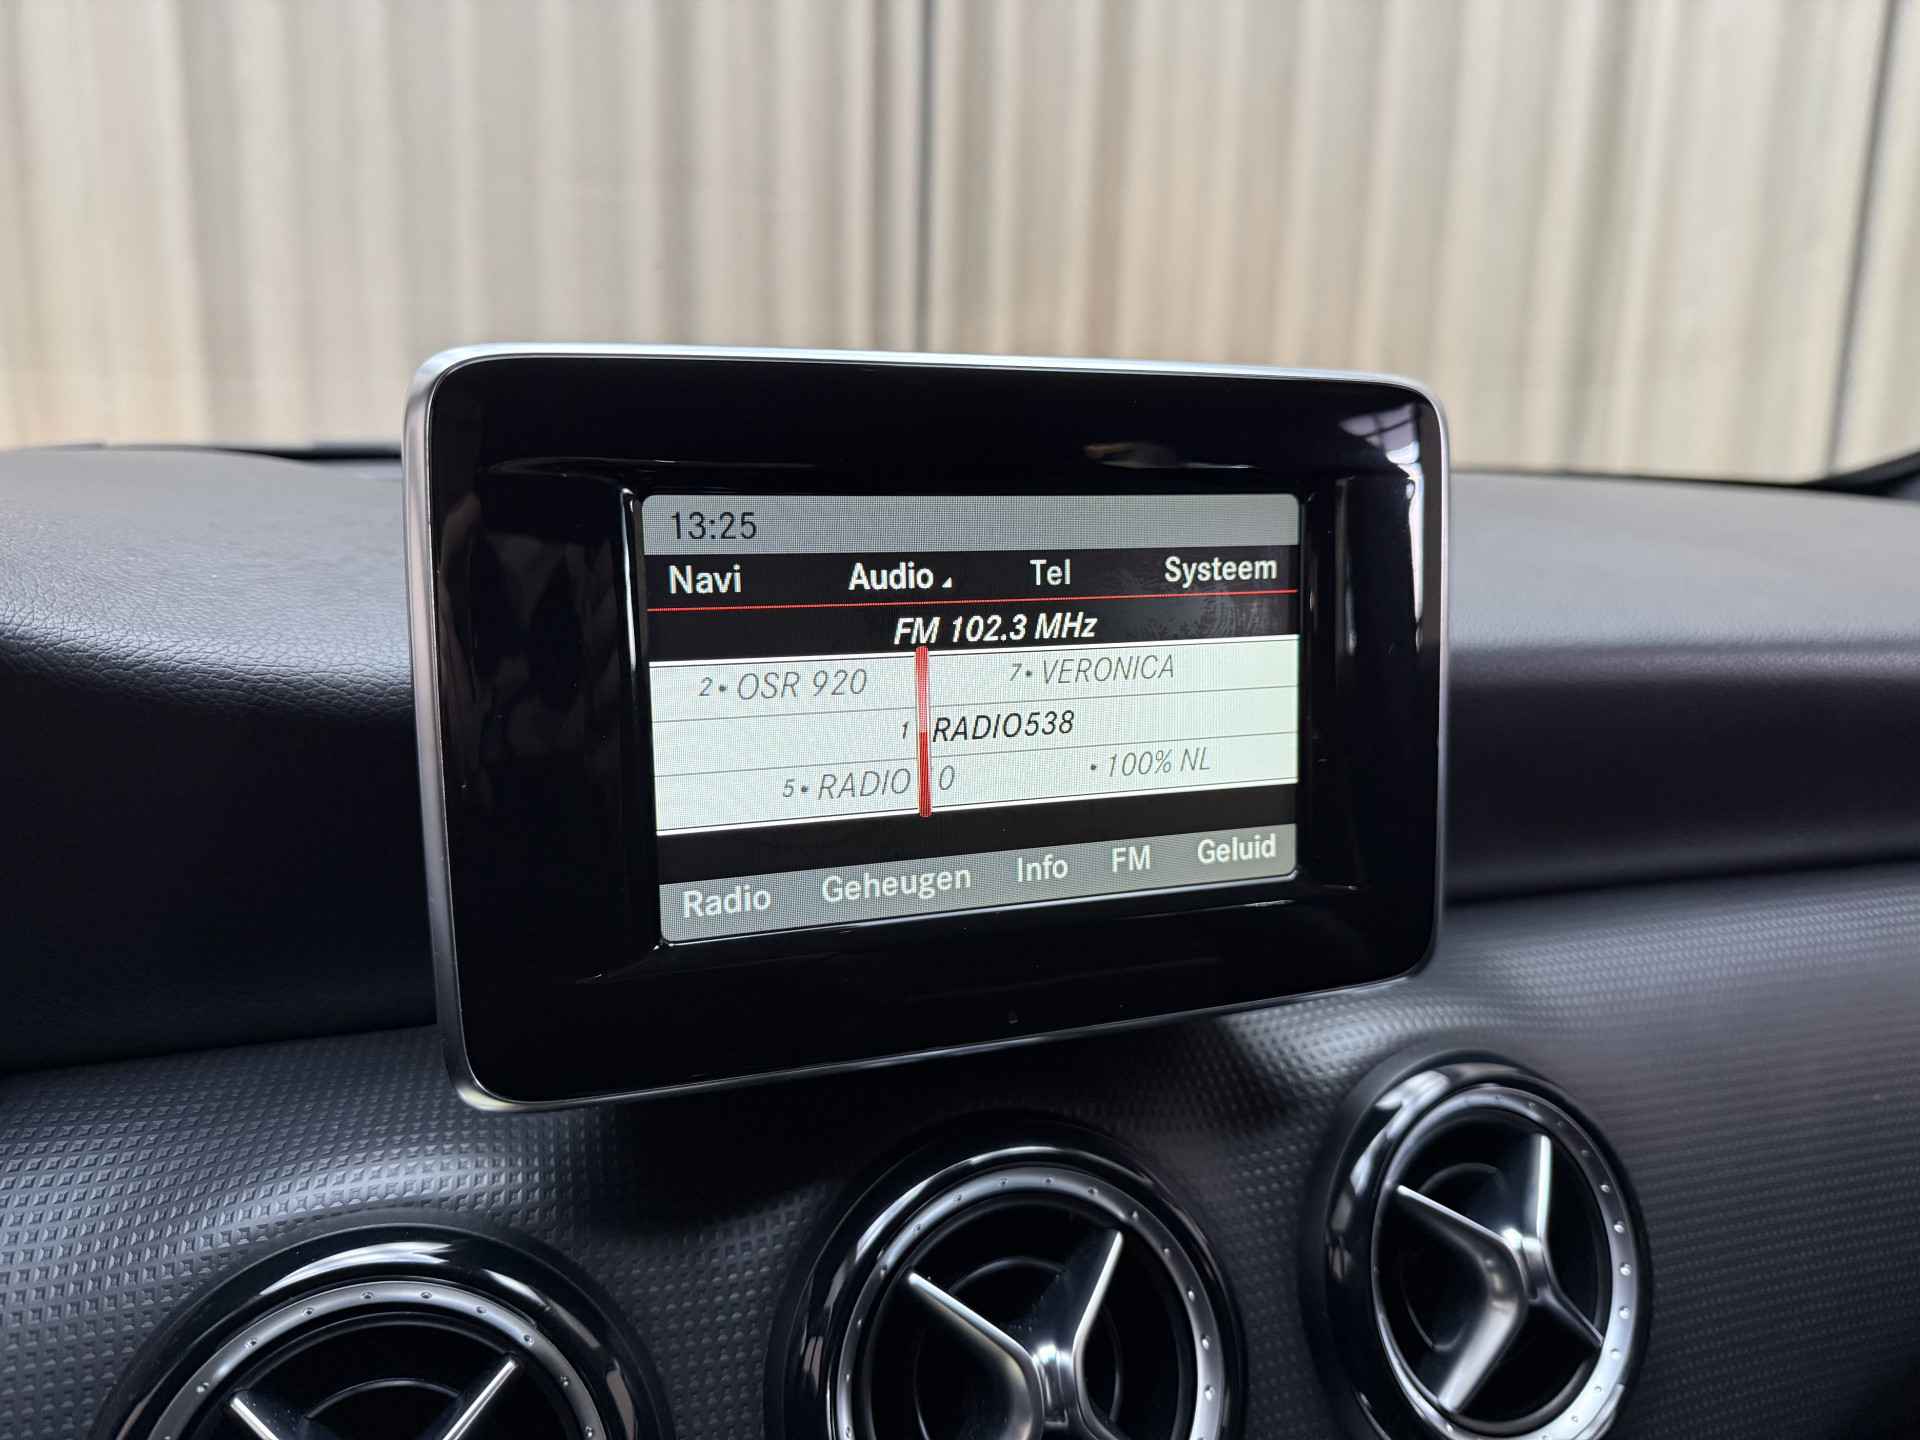 13:25
Navi Audio Tel Systeem
FM 102.3 MHz
2• OSR 920 7• VERONICA
1 RADIO538
5• RADIO 0 • 100% NL
Radio Geheugen Info FM Geluid